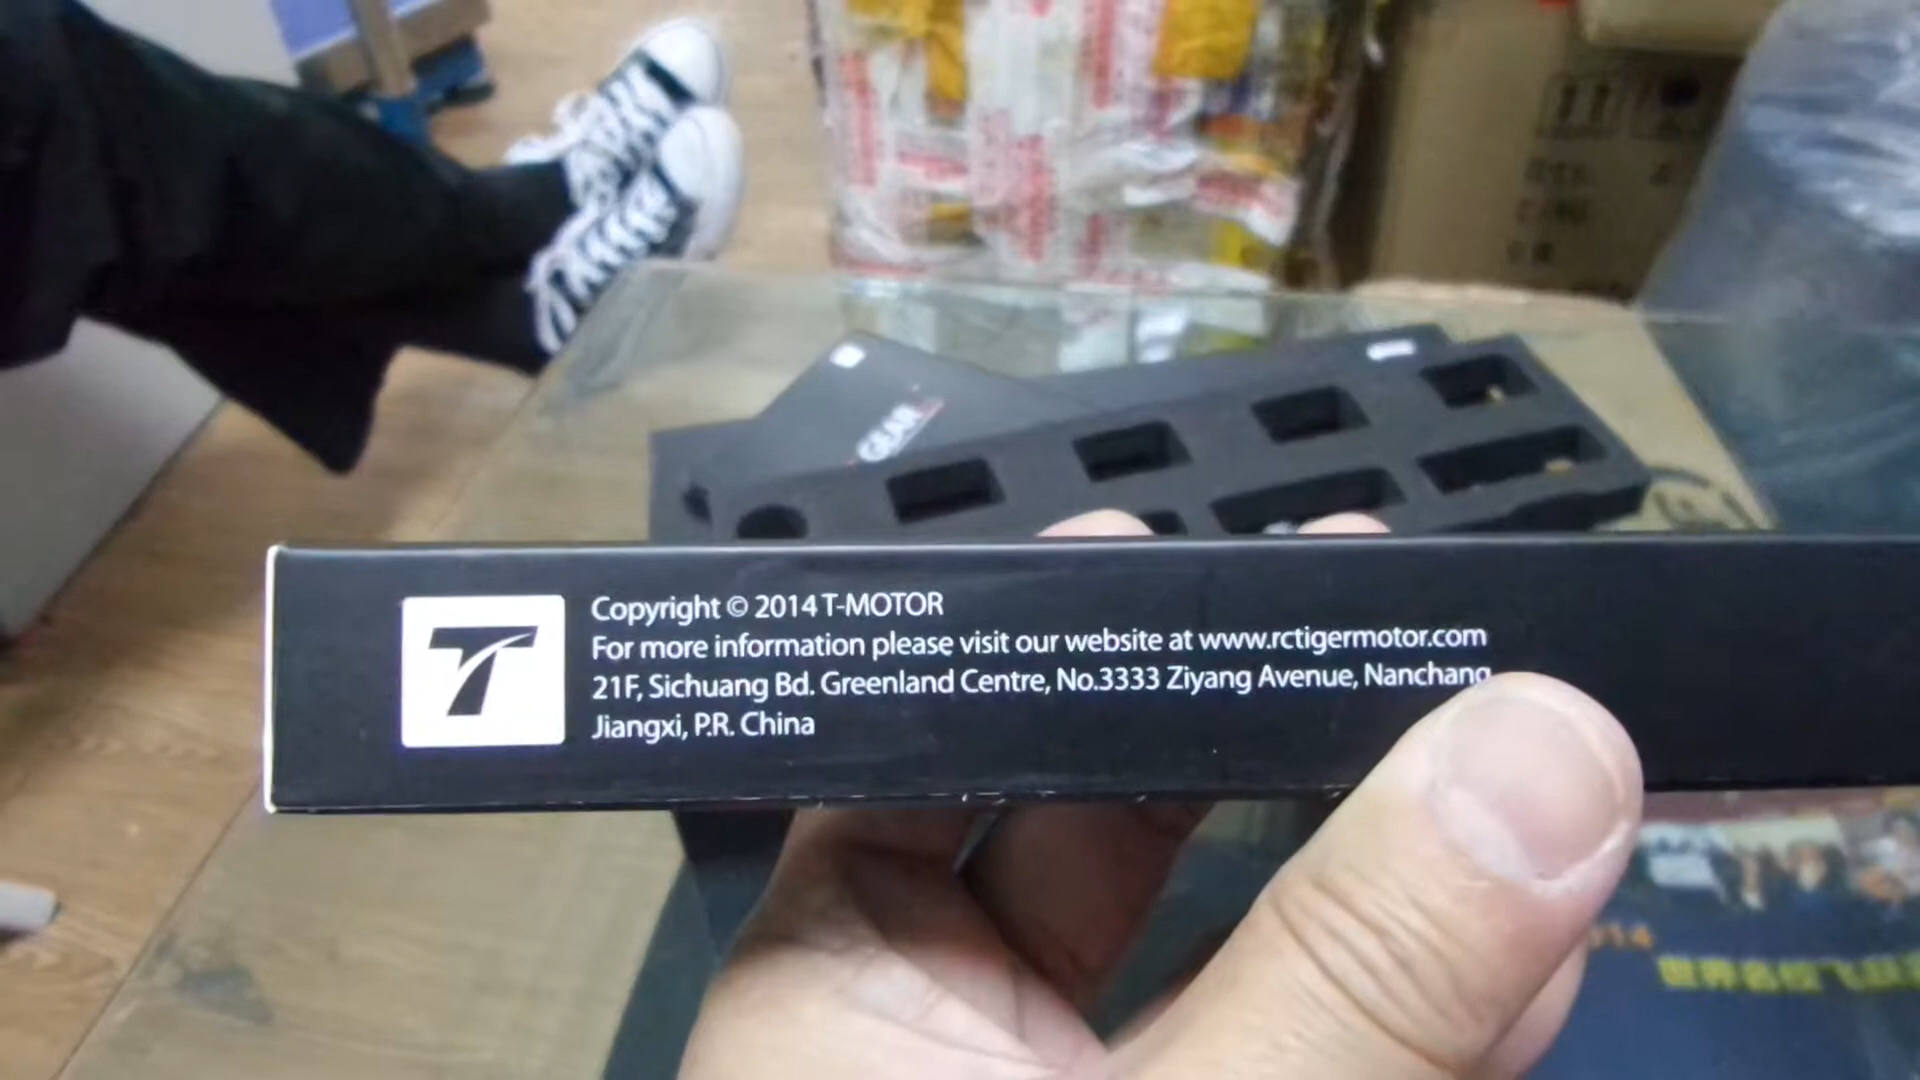 GEAR
Copyright © 2014 T-MOTOR
For more information please visit our website at www.rctigermotor.com
21F, Sichuang Bd. Greenland Centre, No.3333 Ziyang Avenue, Nanchang
Jiangxi, P.R. China